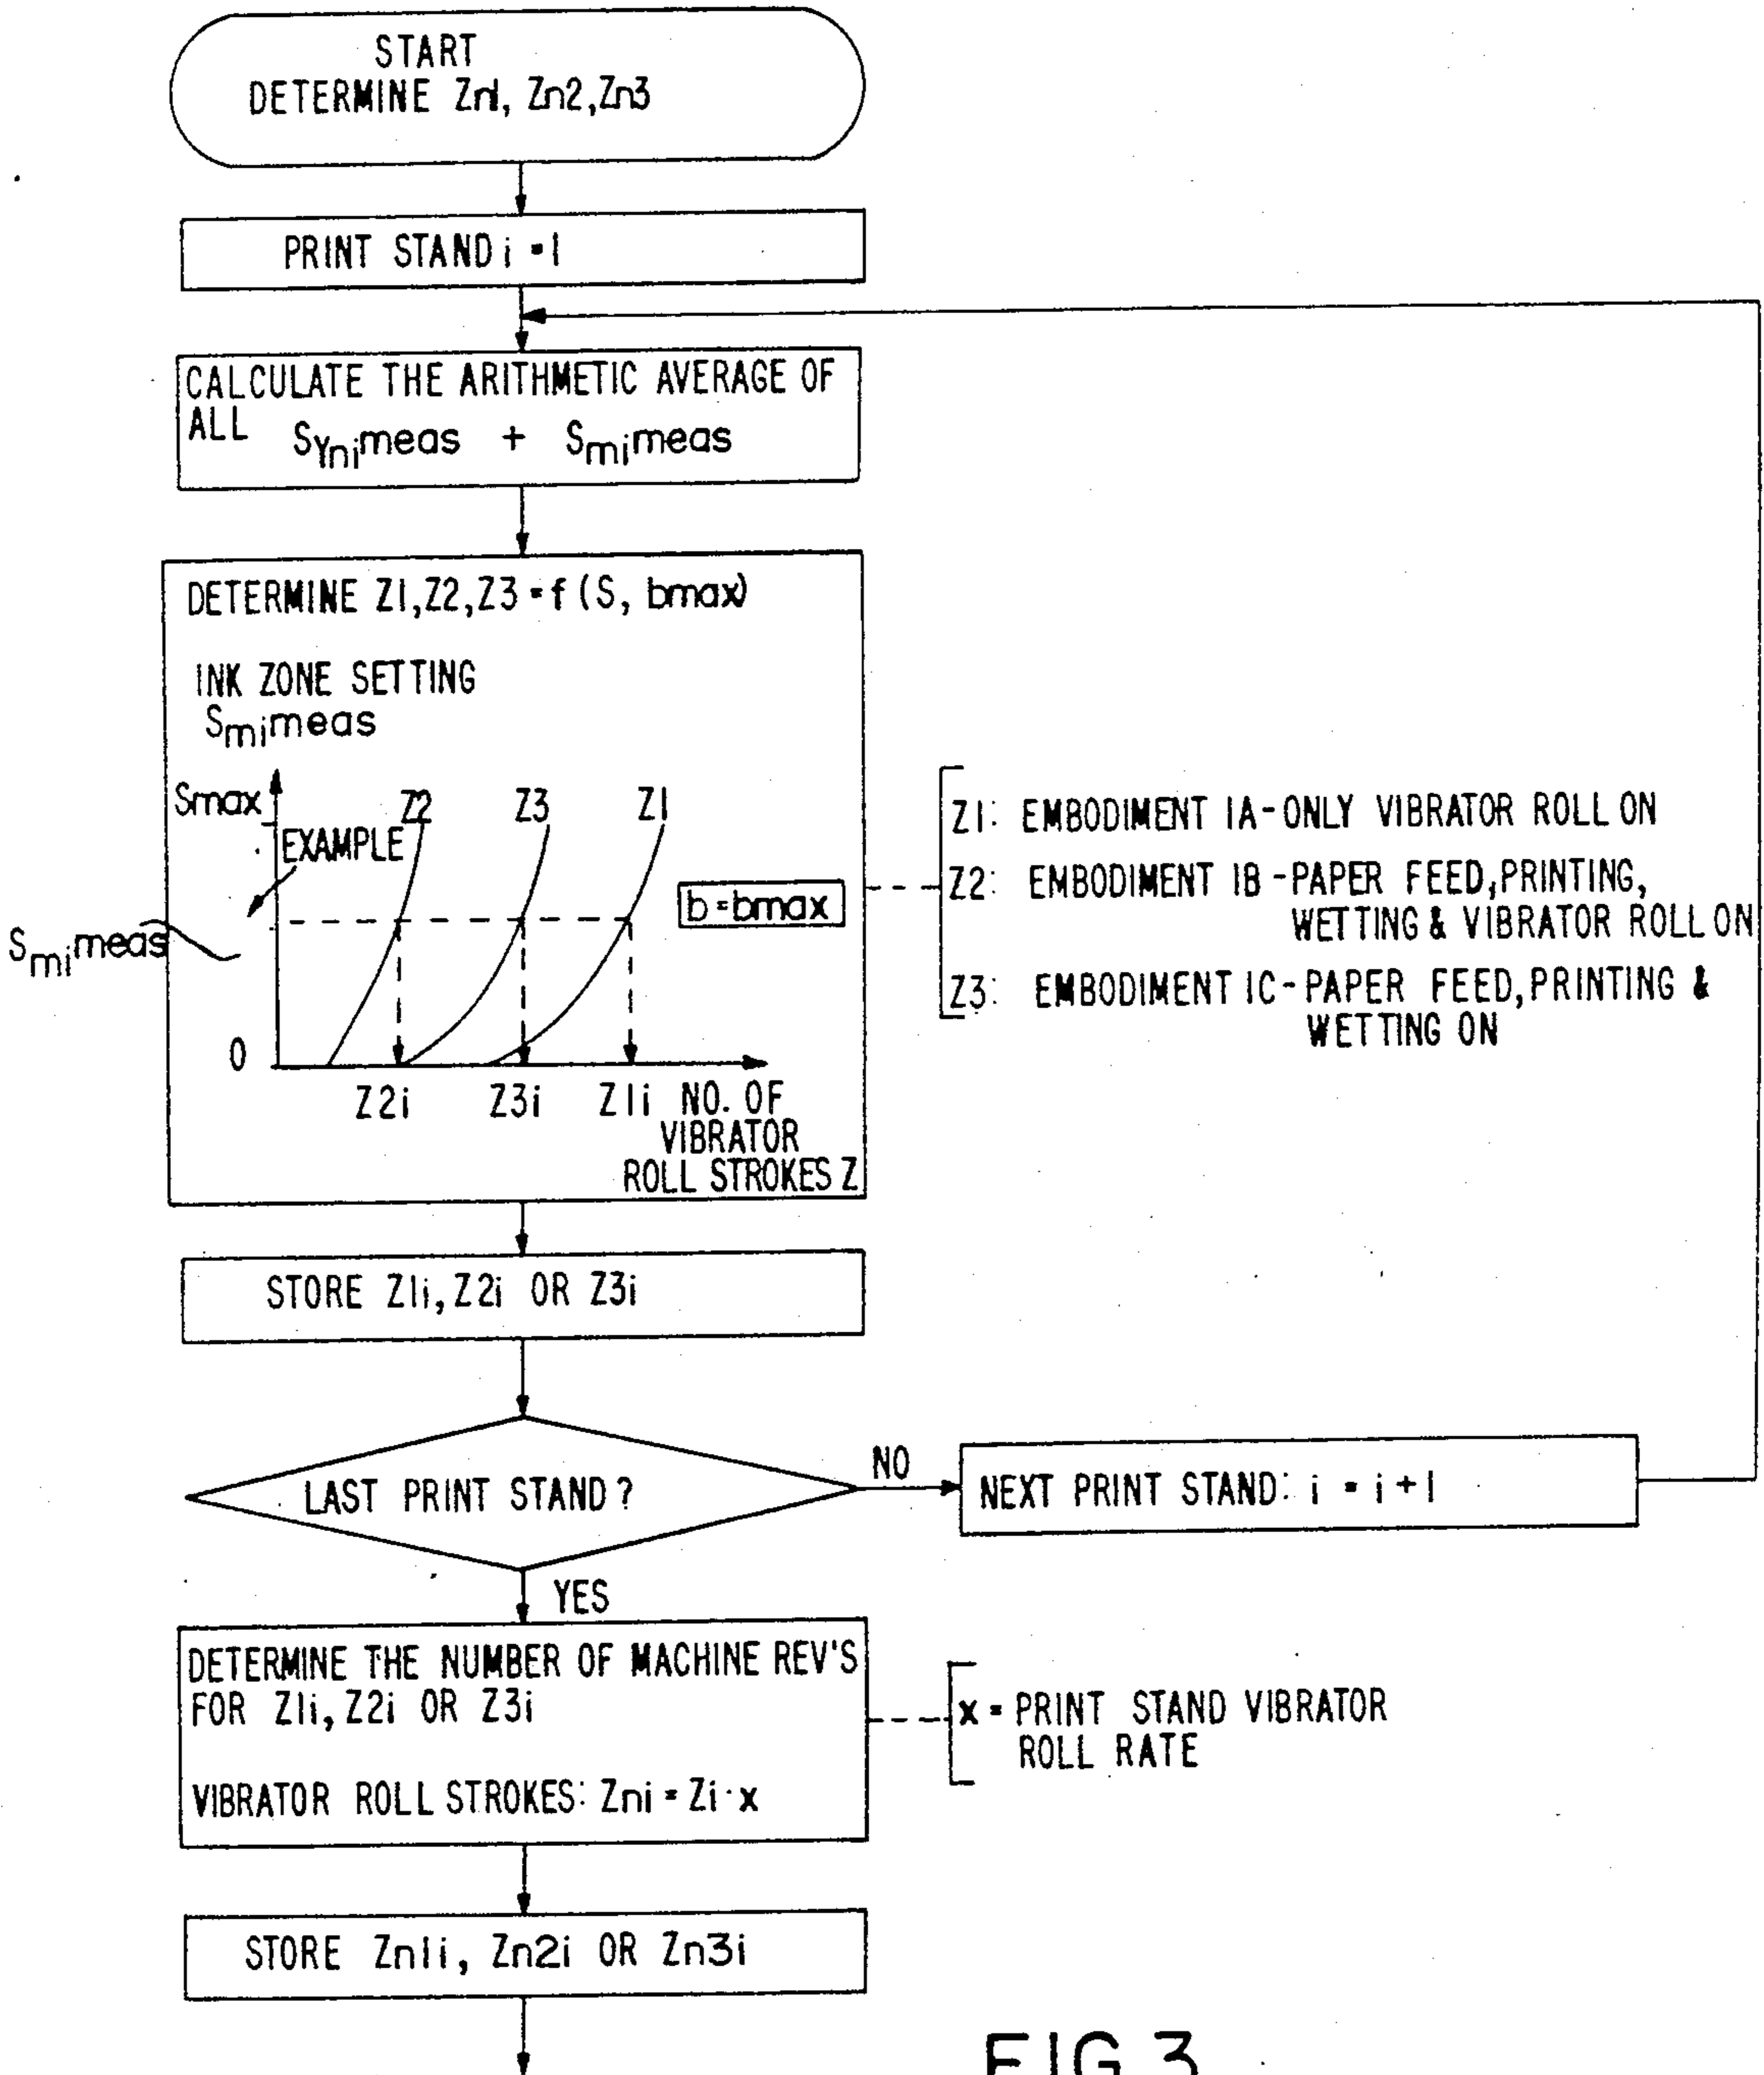 START
DETERMINE Zn1, Zn2,Zn3
PRINT STAND i = 1
CALCULATE THE ARITHMETIC AVERAGE OF
ALL SYnimeas + Smimeas
DETERMINE Z1,Z2,Z3 = f (S, bmax)
INK ZONE SETTING
Smimeas
Smax
Z2
Z3
Z1
EXAMPLE
b = bmax
Smimeas
0
Z2i
Z3i
Z1i
NO. OF
VIBRATOR
ROLL STROKES Z
Z1: EMBODIMENT 1A - ONLY VIBRATOR ROLL ON
Z2: EMBODIMENT 1B - PAPER FEED, PRINTING,
WETTING & VIBRATOR ROLL ON
Z3: EMBODIMENT 1C - PAPER FEED, PRINTING &
WETTING ON
STORE Z1i, Z2i OR Z3i
LAST PRINT STAND ?
NO
NEXT PRINT STAND: i = i + 1
YES
DETERMINE THE NUMBER OF MACHINE REV'S
FOR Z1i, Z2i OR Z3i
VIBRATOR ROLL STROKES: Zni = Zi · x
x = PRINT STAND VIBRATOR
ROLL RATE
STORE Zn1i, Zn2i OR Zn3i
FIG. 3